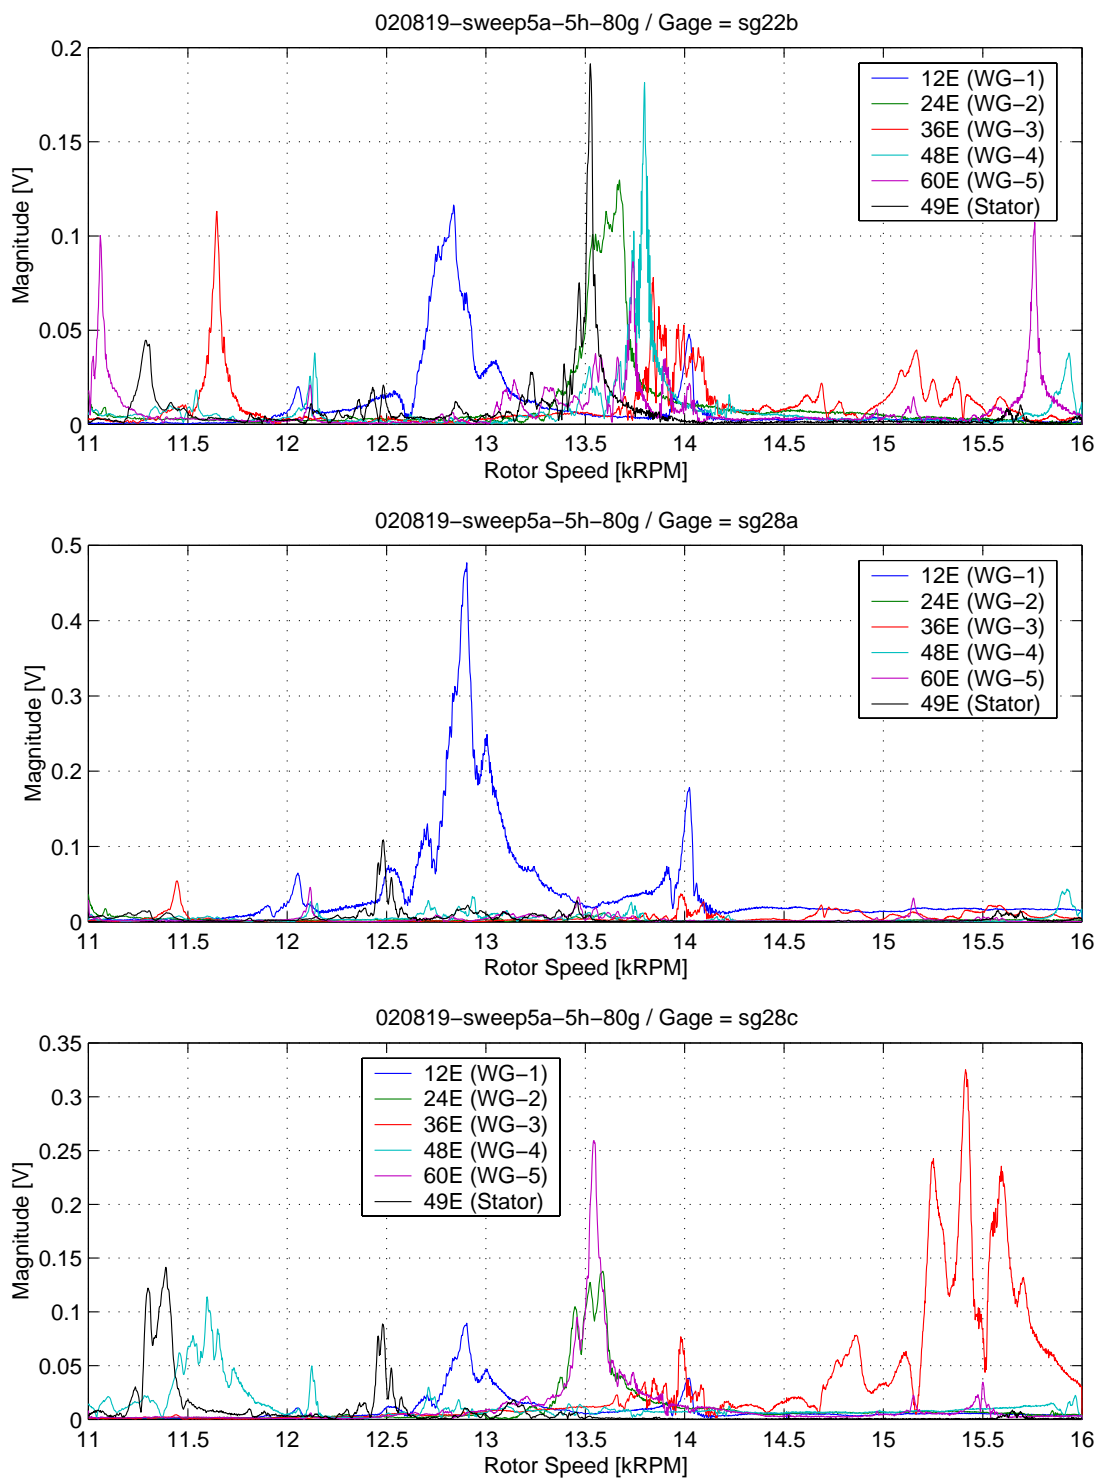 020819−sweep5a−5h−80g / Gage = sg22b
0.2
0.15
0.1
0.05
0
Magnitude [V]
12E (WG−1)
24E (WG−2)
36E (WG−3)
48E (WG−4)
60E (WG−5)
49E (Stator)
11 11.5 12 12.5 13 13.5 14 14.5 15 15.5 16
Rotor Speed [kRPM]
020819−sweep5a−5h−80g / Gage = sg28a
0.5
0.4
0.3
0.2
0.1
0
Magnitude [V]
12E (WG−1)
24E (WG−2)
36E (WG−3)
48E (WG−4)
60E (WG−5)
49E (Stator)
11 11.5 12 12.5 13 13.5 14 14.5 15 15.5 16
Rotor Speed [kRPM]
020819−sweep5a−5h−80g / Gage = sg28c
0.35
0.3
0.25
0.2
0.15
0.1
0.05
0
Magnitude [V]
12E (WG−1)
24E (WG−2)
36E (WG−3)
48E (WG−4)
60E (WG−5)
49E (Stator)
11 11.5 12 12.5 13 13.5 14 14.5 15 15.5 16
Rotor Speed [kRPM]